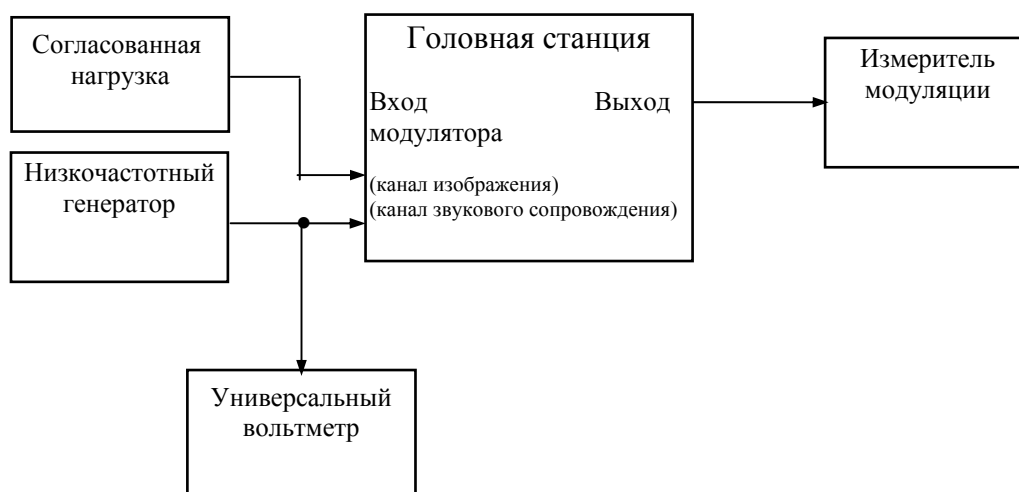 Согласованная
нагрузка
Низкочастотный
генератор
Головная станция
Вход
модулятора
Выход
(канал изображения)
(канал звукового сопровождения)
Измеритель
модуляции
Универсальный
вольтметр